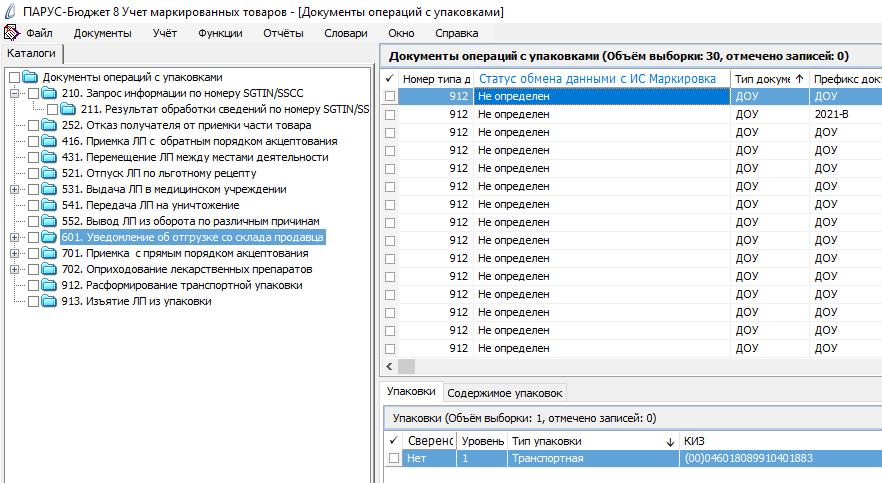 ПАРУС-Бюджет 8 Учет маркированных товаров - [Документы операций с упаковками]
Файл Документы Учёт Функции Отчёты Словари Окно Справка
Каталоги
Документы операций с упаковками
210. Запрос информации по номеру SGTIN/SSCC
211. Результат обработки сведений по номеру SGTIN/SS
252. Отказ получателя от приемки части товара
416. Приемка ЛП с обратным порядком акцептования
431. Перемещение ЛП между местами деятельности
521. Отпуск ЛП по льготному рецепту
531. Выдача ЛП в медицинском учреждении
541. Передача ЛП на уничтожение
552. Вывод ЛП из оборота по различным причинам
601. Уведомление об отгрузке со склада продавца
701. Приемка с прямым порядком акцептования
702. Оприходование лекарственных препаратов
912. Расформирование транспортной упаковки
913. Изъятие ЛП из упаковки
Документы операций с упаковками (Объём выборки: 30, отмечено записей: 0)
Номер типа д Статус обмена данными с ИС Маркировка Тип докуме Префикс доку
912 Не определен ДОУ ДОУ
912 Не определен ДОУ 2021-В
912 Не определен ДОУ ДОУ
912 Не определен ДОУ ДОУ
912 Не определен ДОУ ДОУ
912 Не определен ДОУ ДОУ
912 Не определен ДОУ ДОУ
912 Не определен ДОУ ДОУ
912 Не определен ДОУ ДОУ
912 Не определен ДОУ ДОУ
912 Не определен ДОУ ДОУ
912 Не определен ДОУ ДОУ
912 Не определен ДОУ ДОУ
912 Не определен ДОУ ДОУ
912 Не определен ДОУ ДОУ
Упаковки Содержимое упаковок
Упаковки (Объём выборки: 1, отмечено записей: 0)
Сверено Уровень Тип упаковки КИЗ
Нет 1 Транспортная (00)046018089910401883